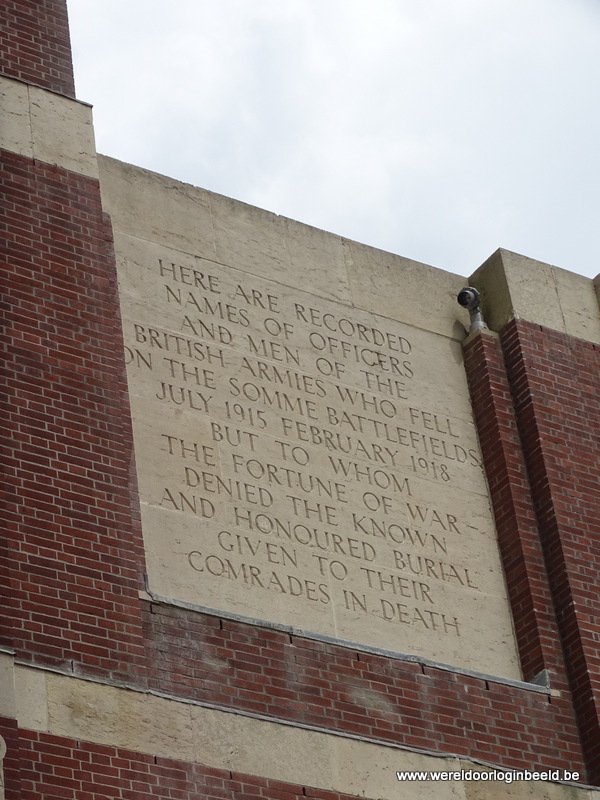 HERE ARE RECORDED
NAMES OF OFFICERS
AND MEN OF THE
BRITISH ARMIES WHO FELL
ON THE SOMME BATTLEFIELDS
JULY 1915 FEBRUARY 1918
BUT TO WHOM
THE FORTUNE OF WAR
DENIED THE KNOWN
AND HONOURED BURIAL
GIVEN TO THEIR
COMRADES IN DEATH
www.wereldoorloginbeeld.be